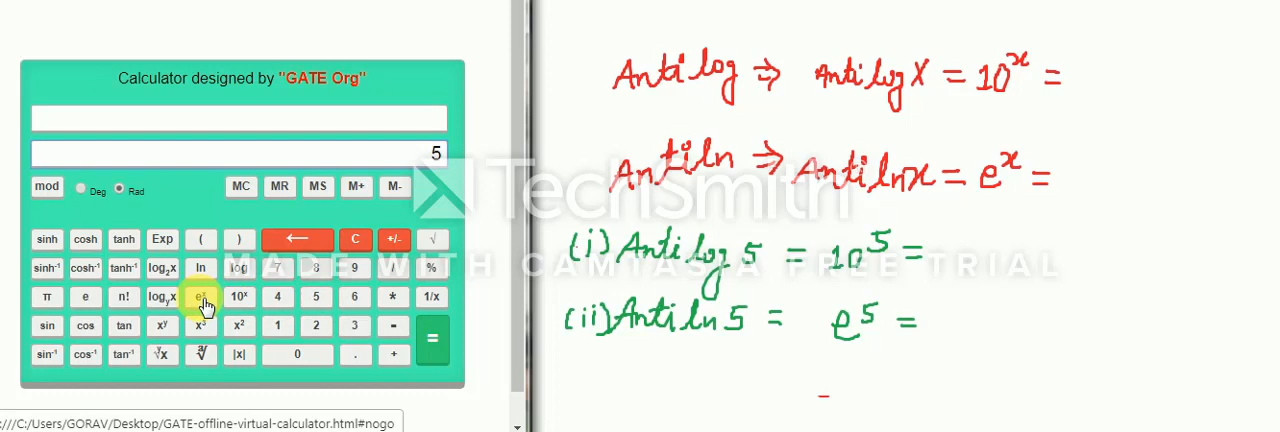 Calculator designed by "GATE Org"
5
mod Deg Rad MC MR MS M+ M-
sinh cosh tanh Exp ( ) ← C +/- √
sinh⁻¹ cosh⁻¹ tanh⁻¹ log₂x ln log 7 8 9 %
π e n! logᵧx eˣ 10ˣ 4 5 6 * 1/x
sin cos tan xʸ x³ x² 1 2 3 - =
sin⁻¹ cos⁻¹ tan⁻¹ ʸ√x ³√ |x| 0 . +
:///C:/Users/GORAV/Desktop/GATE-offline-virtual-calculator.html#nogo
Antilog ⇒ Antilog X = 10ˣ =
Antiln ⇒ Antilnx = eˣ =
(i) Antilog 5 = 10⁵ =
(ii) Antiln 5 = e⁵ =
TechSmith
MADE WITH CAMTASIA FREE TRIAL